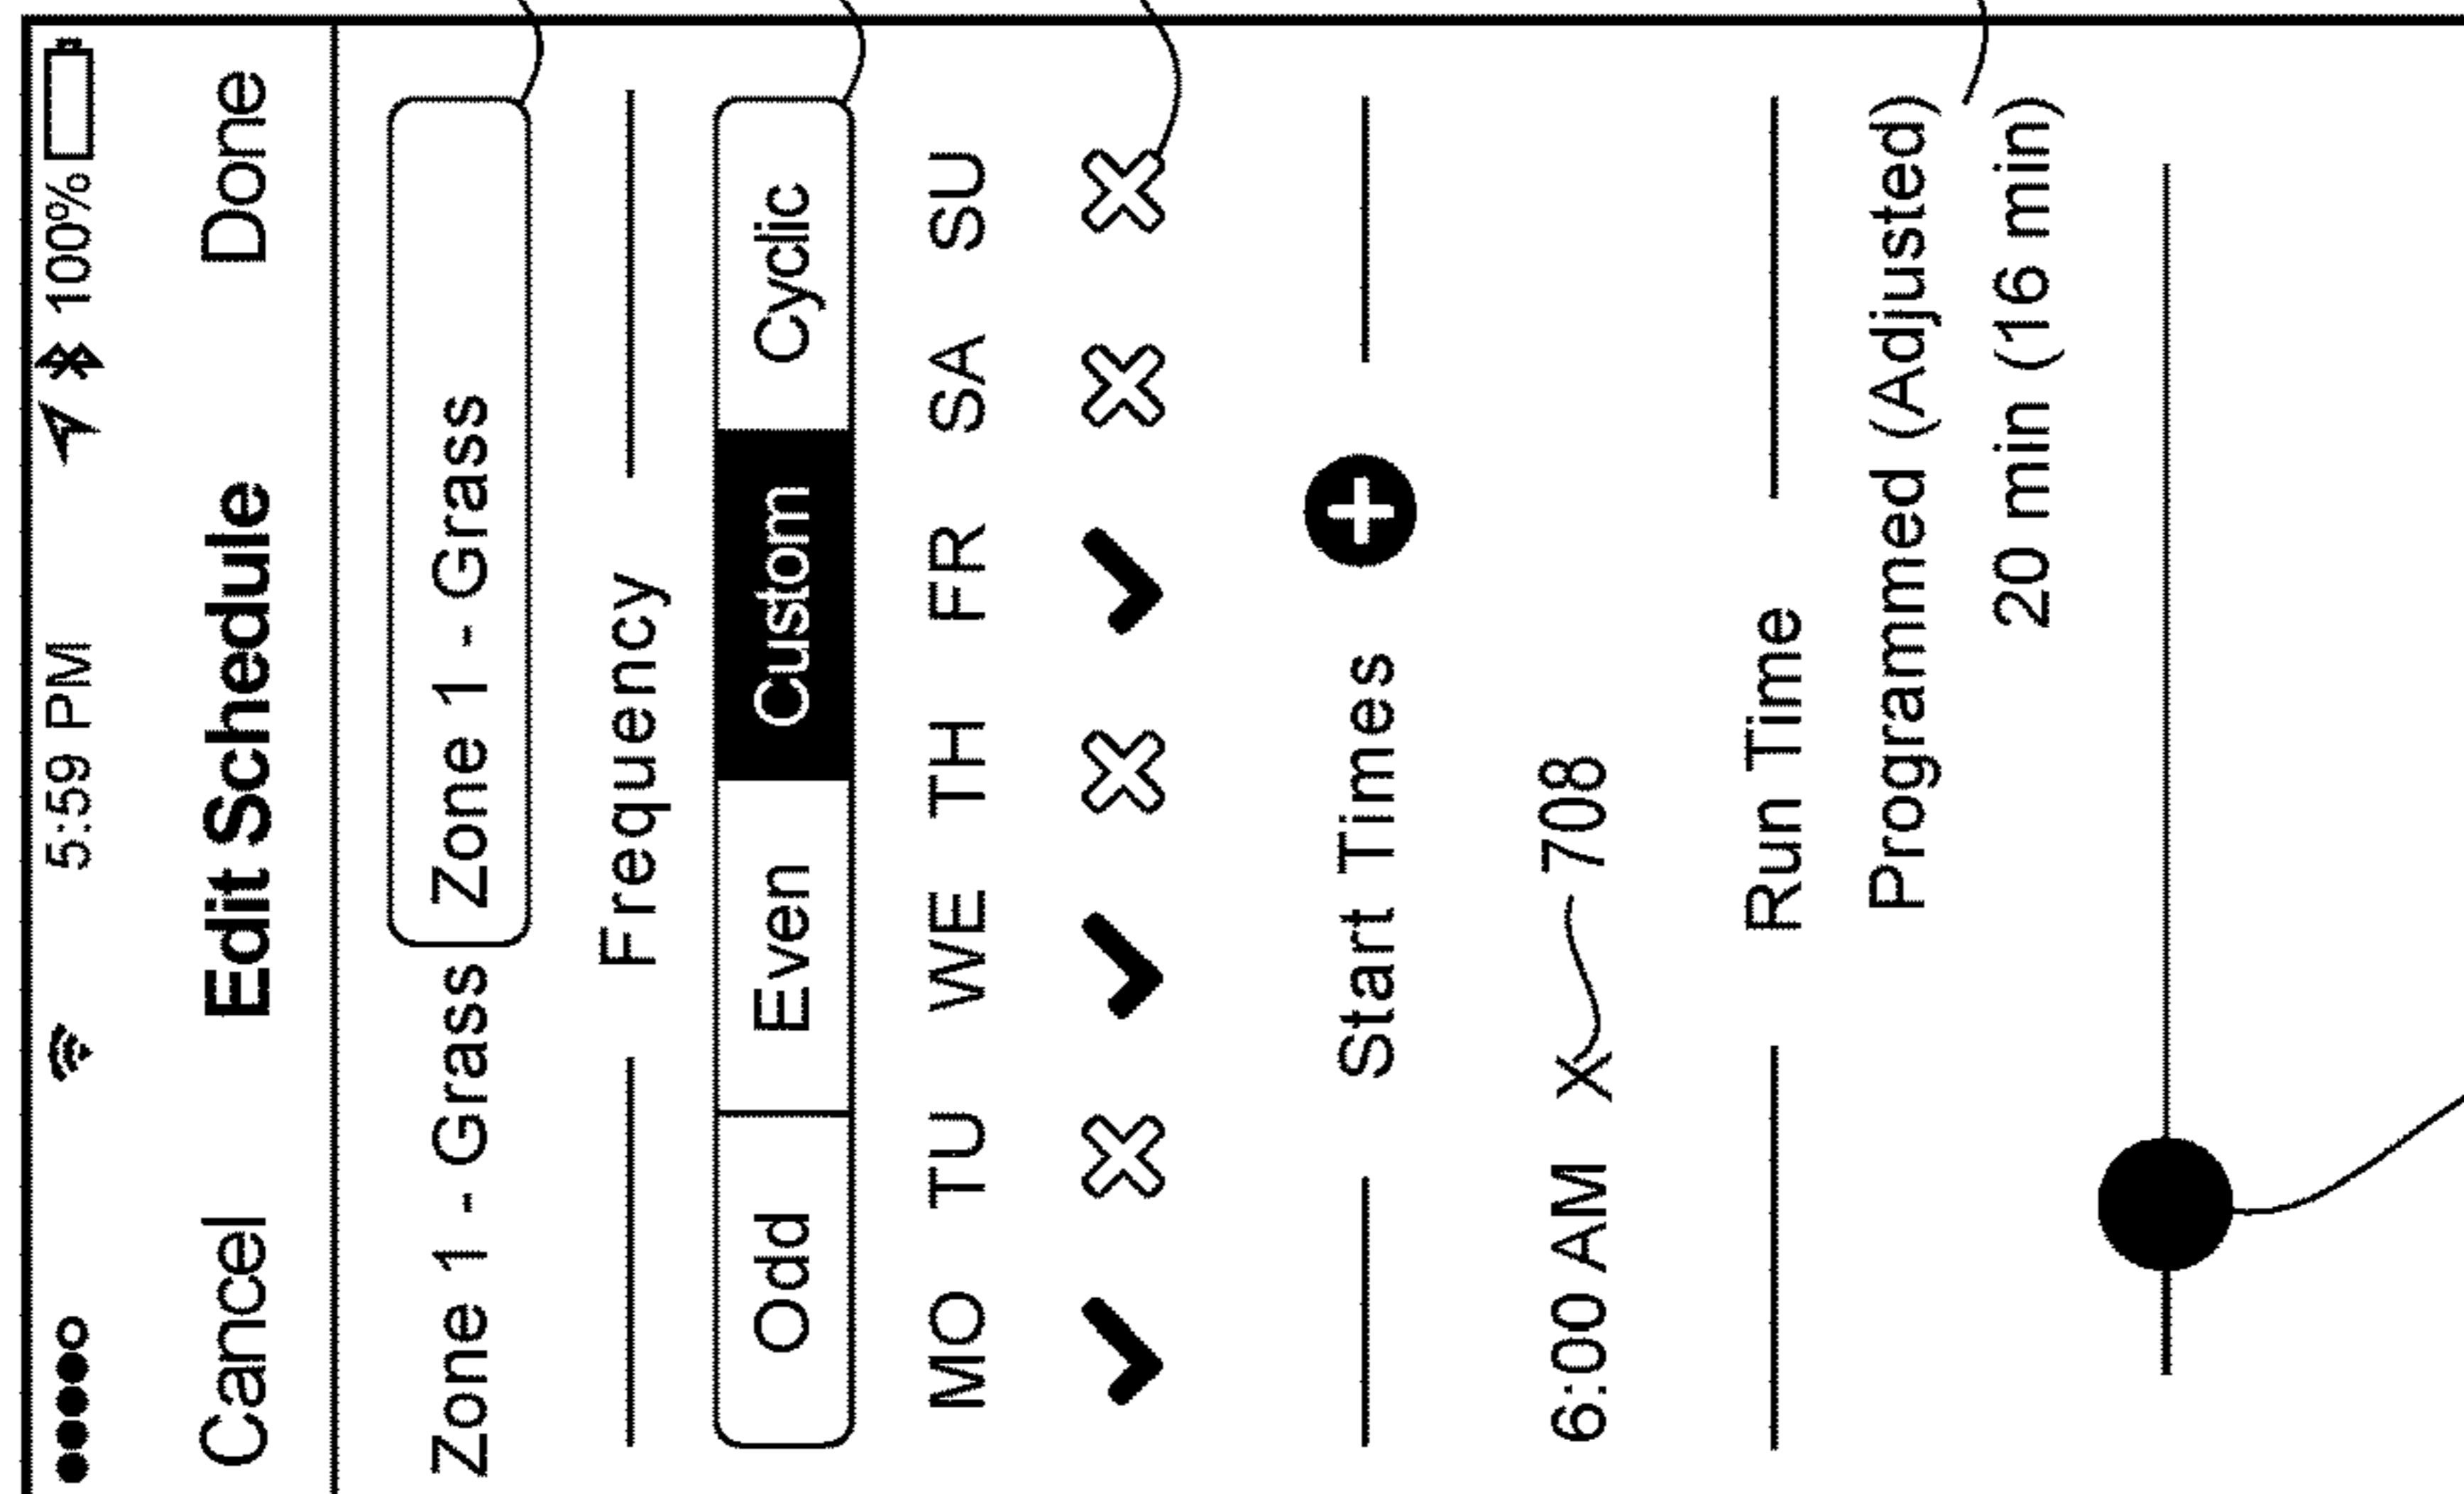 5:59 PM 100%
Cancel Edit Schedule Done
Zone 1 - Grass Zone 1 - Grass
Frequency
Odd Even Custom Cyclic
MO TU WE TH FR SA SU
Start Times
6:00 AM X 708
Run Time
Programmed (Adjusted)
20 min (16 min)